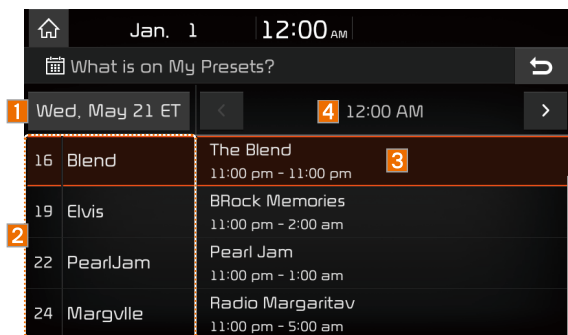 Jan. 1 12:00 AM
What is on My Presets?
1 Wed, May 21 ET < 4 12:00 AM >
16 Blend The Blend 3
11:00 pm - 11:00 pm
19 Elvis BRock Memories
11:00 pm - 2:00 am
2
22 PearlJam Pearl Jam
11:00 pm - 1:00 am
24 Margvlle Radio Margaritav
11:00 pm - 5:00 am